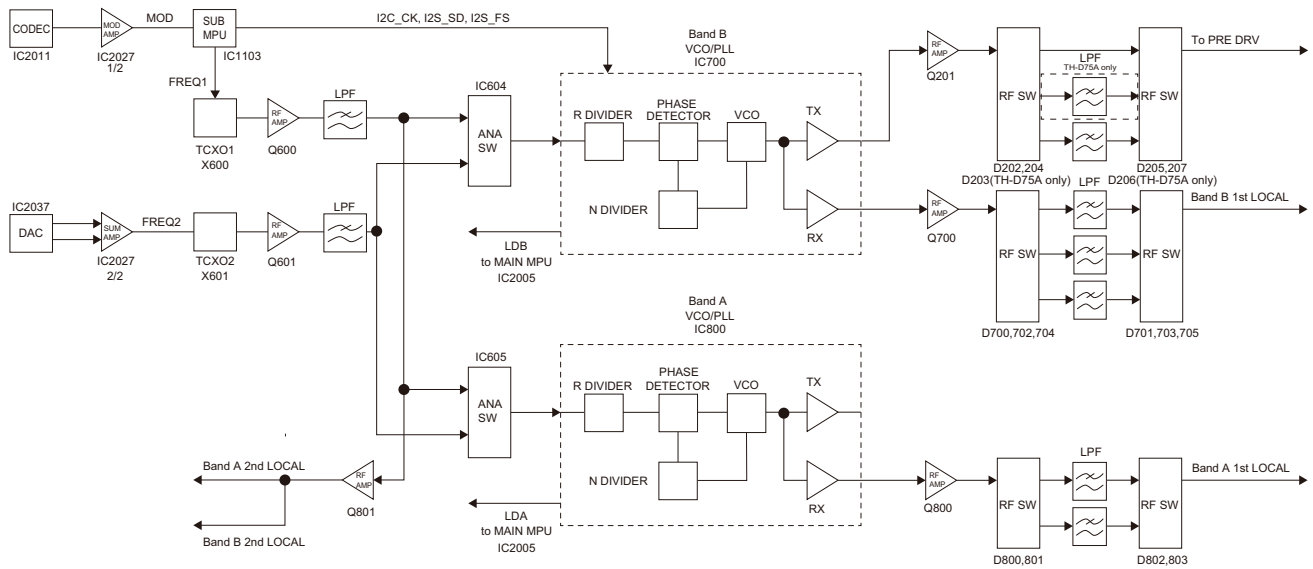 CODEC
IC2011
MOD
AMP
IC2027
1/2
MOD
SUB
MPU
IC1103
I2C_CK, I2S_SD, I2S_FS
FREQ1
TCXO1
X600
RF
AMP
Q600
LPF
IC604
ANA
SW
Band B
VCO/PLL
IC700
R DIVIDER
PHASE
DETECTOR
VCO
TX
N DIVIDER
RX
RF
AMP
Q201
RF SW
D202,204
D203(TH-D75A only)
LPF
TH-D75A only
LPF
RF SW
D205,207
D206(TH-D75A only)
To PRE DRV
IC2037
DAC
SUM
AMP
IC2027
2/2
FREQ2
TCXO2
X601
RF
AMP
Q601
LPF
LDB
to MAIN MPU
IC2005
RF
AMP
Q700
RF SW
D700,702,704
RF SW
D701,703,705
Band B 1st LOCAL
Band A
VCO/PLL
IC800
IC605
ANA
SW
R DIVIDER
PHASE
DETECTOR
VCO
TX
N DIVIDER
RX
Band A 2nd LOCAL
RF
AMP
Q801
Band B 2nd LOCAL
LDA
to MAIN MPU
IC2005
RF
AMP
Q800
RF SW
D800,801
LPF
RF SW
D802,803
Band A 1st LOCAL